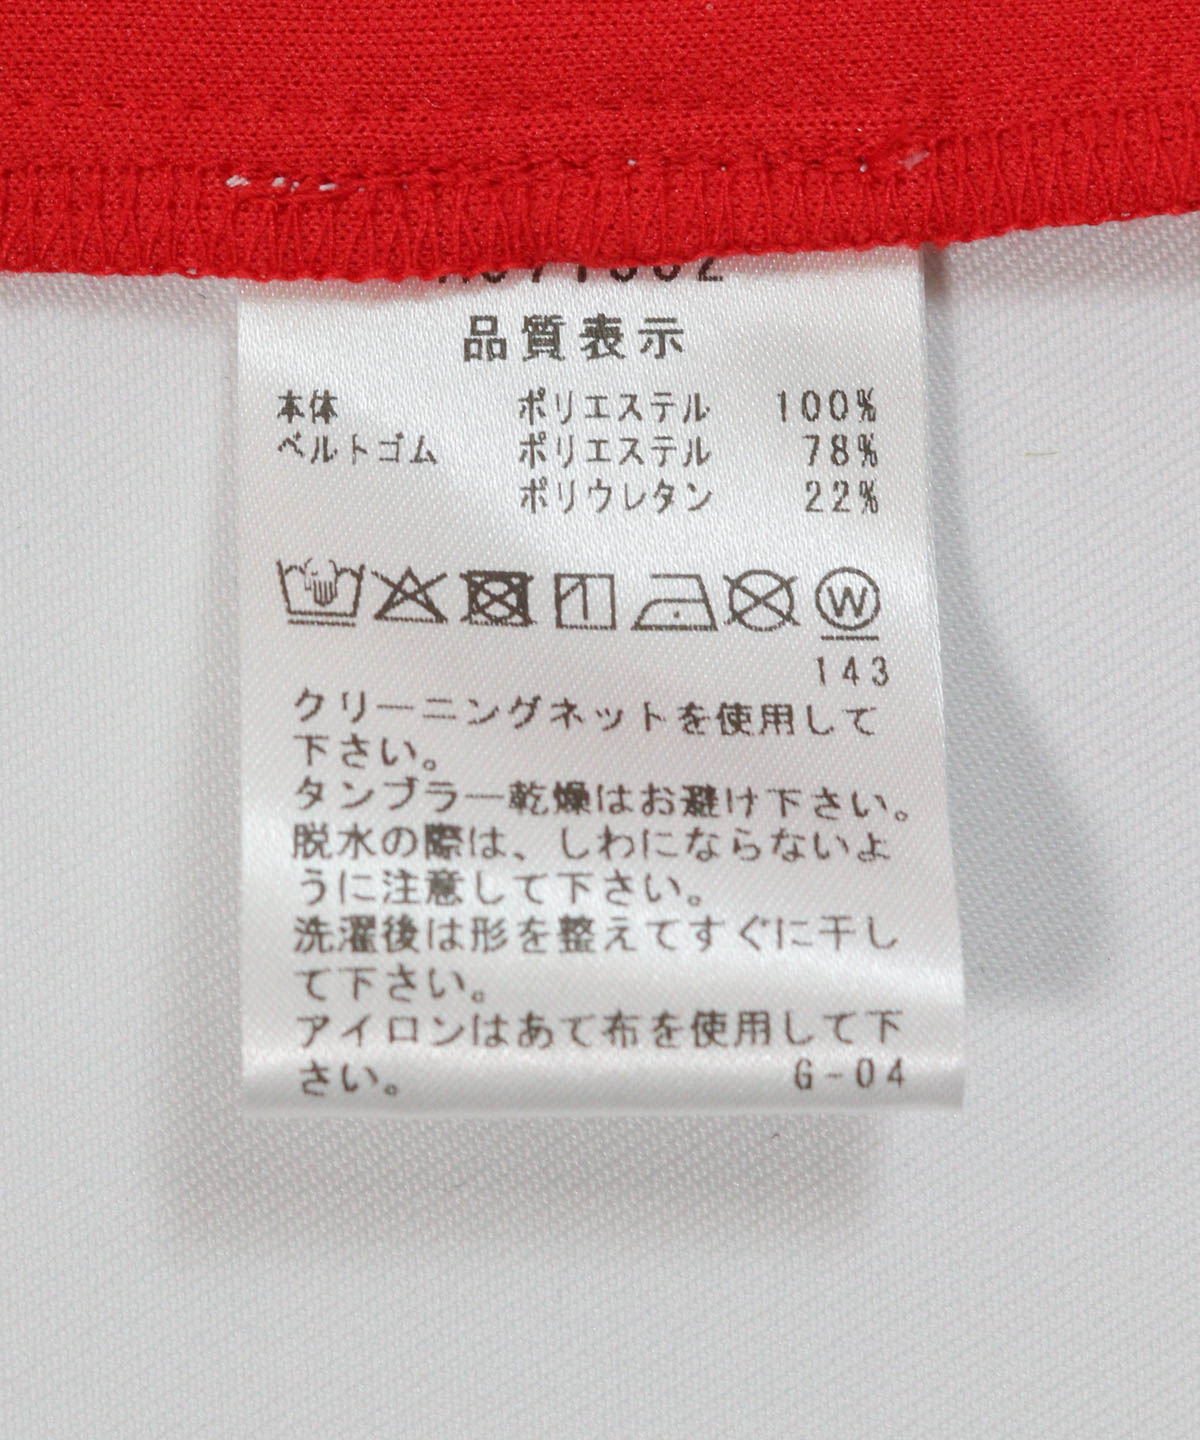 品質表示
本体 ポリエステル 100%
ベルトゴム ポリエステル 78%
ポリウレタン 22%
W
143
クリーニングネットを使用して
下さい。
タンブラー乾燥はお避け下さい。
脱水の際は、しわにならないよ
うに注意して下さい。
洗濯後は形を整えてすぐに干し
て下さい。
アイロンはあて布を使用して下
さい。 G-04